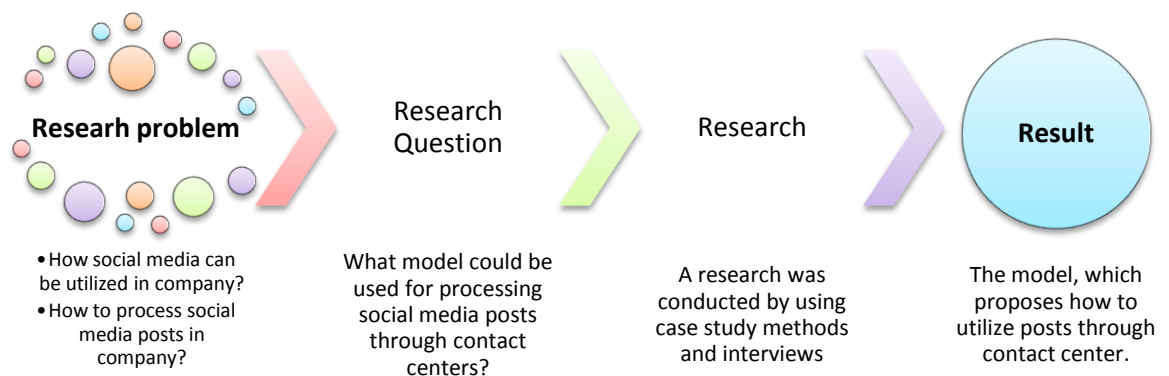 Researh problem
Research
Question
Research
Result
•How social media can
be utilized in company?
•How to process social
media posts in
company?
What model could be
used for processing
social media posts
through contact
centers?
A research was
conducted by using
case study methods
and interviews
The model, which
proposes how to
utilize posts through
contact center.